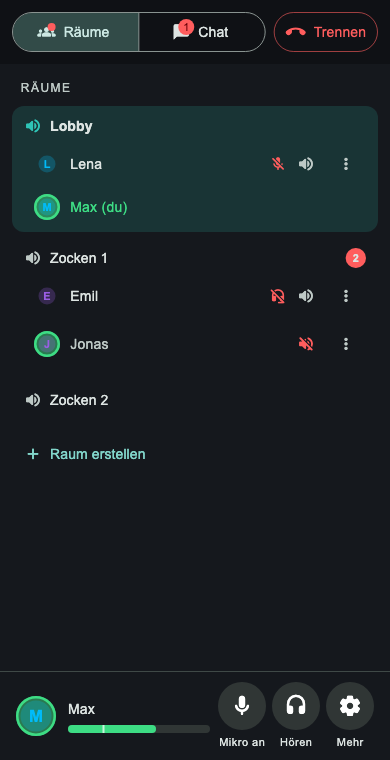 Räume
1
Chat
Trennen
RÄUME
Lobby
L
Lena
M
Max (du)
Zocken 1
2
E
Emil
J
Jonas
Zocken 2
+ Raum erstellen
M
Max
Mikro an
Hören
Mehr